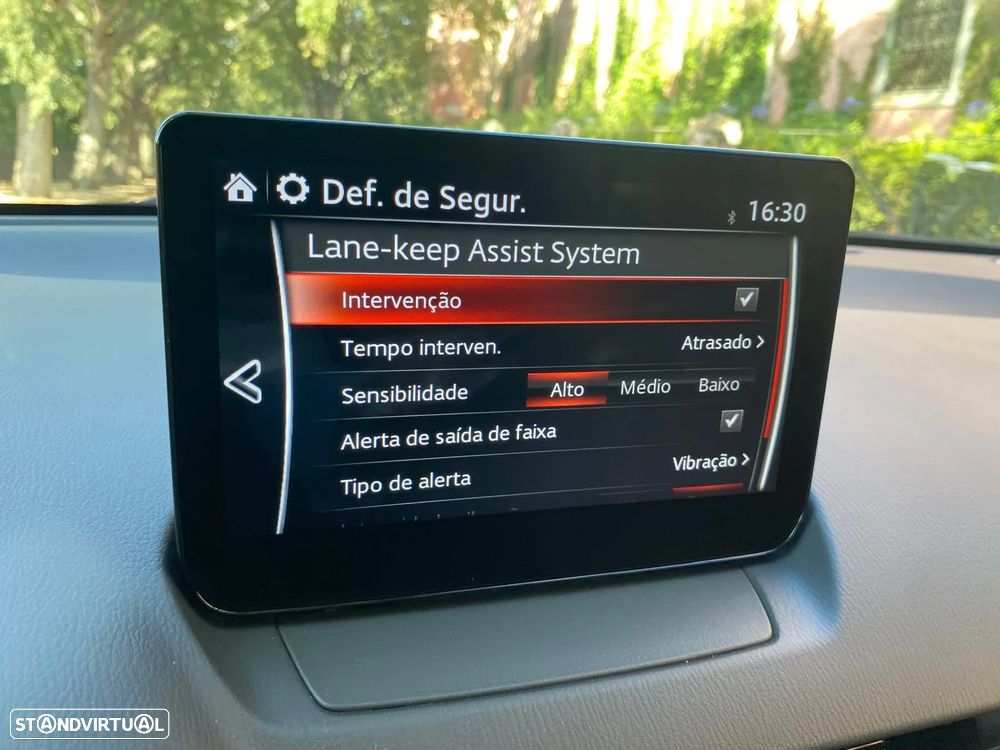 Def. de Segur.
16:30
Lane-keep Assist System
Intervenção
Tempo interven. Atrasado >
Sensibilidade Alto Médio Baixo
Alerta de saída de faixa
Tipo de alerta Vibração >
STANDVIRTUAL